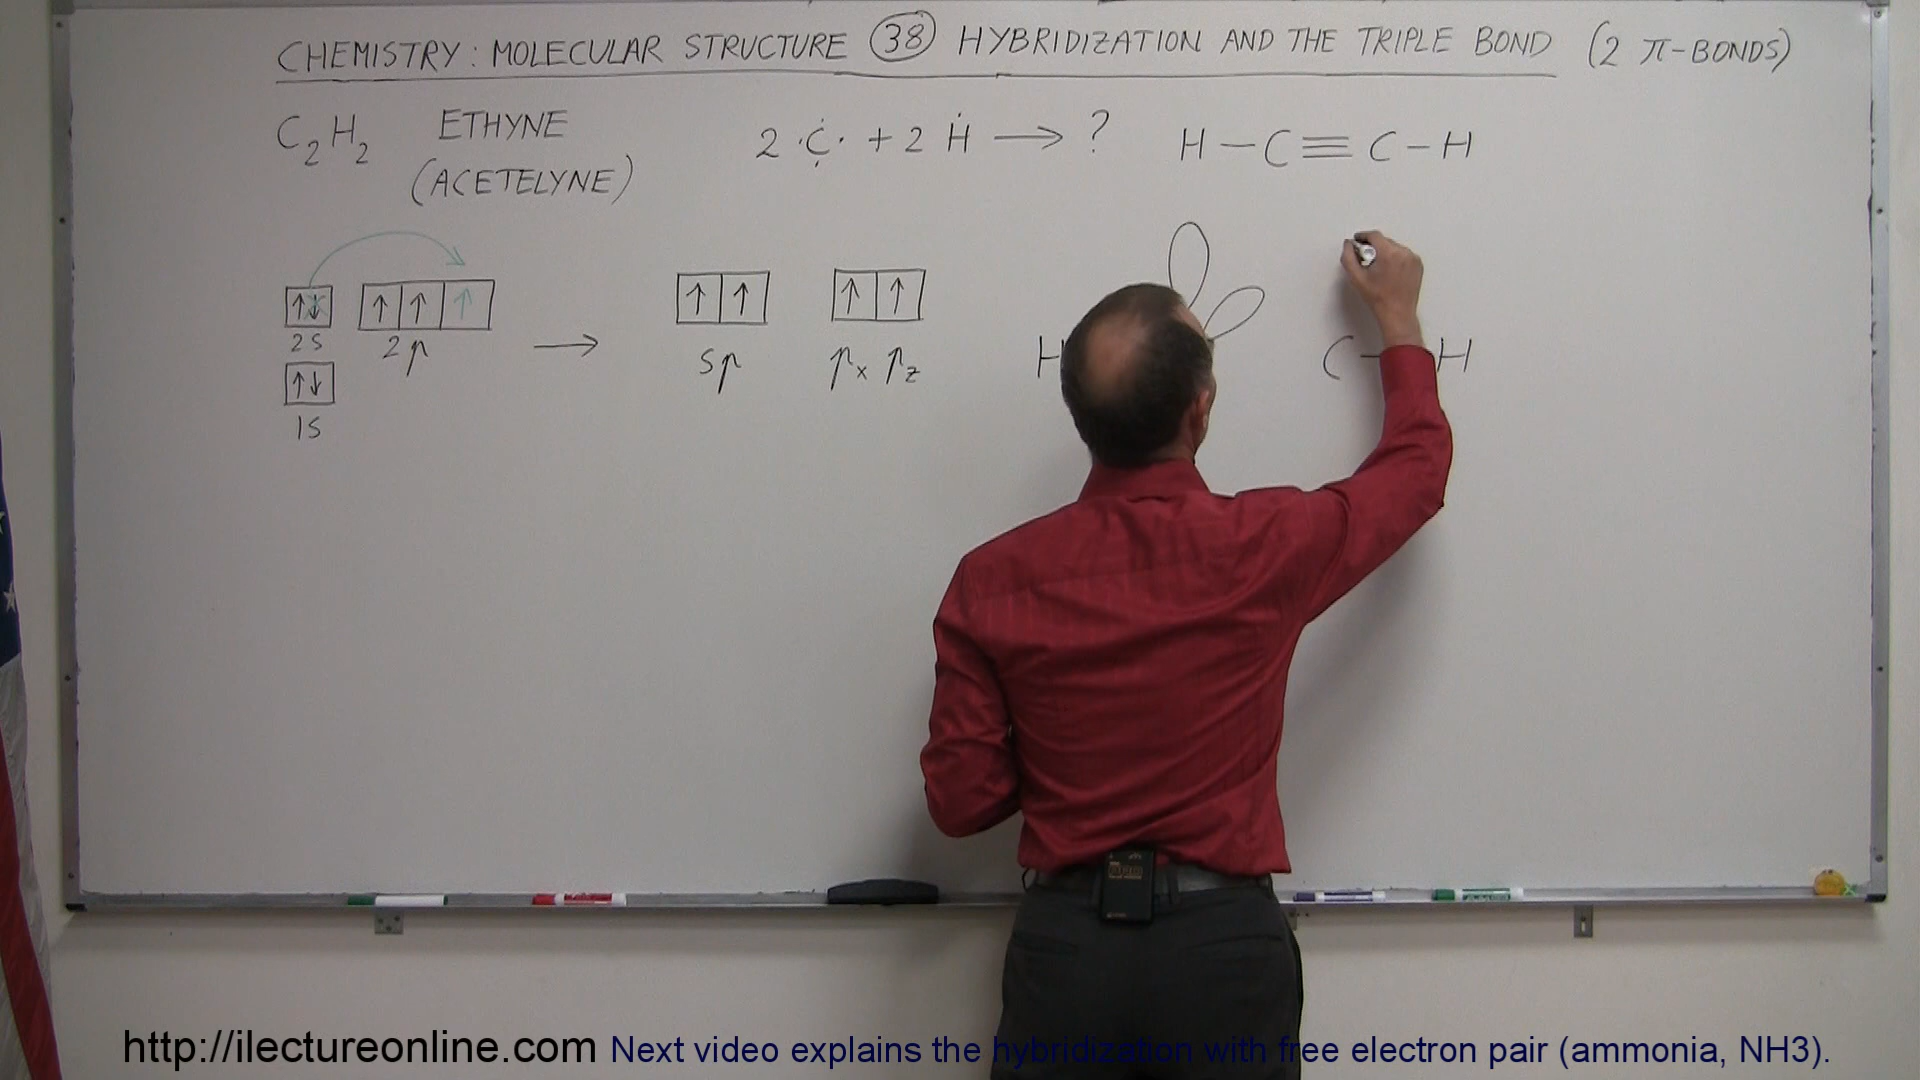 CHEMISTRY: MOLECULAR STRUCTURE 38 HYBRIDIZATION AND THE TRIPLE BOND (2 π-BONDS)
C₂H₂ ETHYNE 2 ·Ċ· + 2 Ḣ → ? H-C≡C-H
(ACETELYNE)
↑↓ ↑ ↑ ↑ → ↑ ↑ ↑ ↑
2S 2p sp px pz H C - H
↑↓
1S
http://ilectureonline.com Next video explains the hybridization with free electron pair (ammonia, NH3).